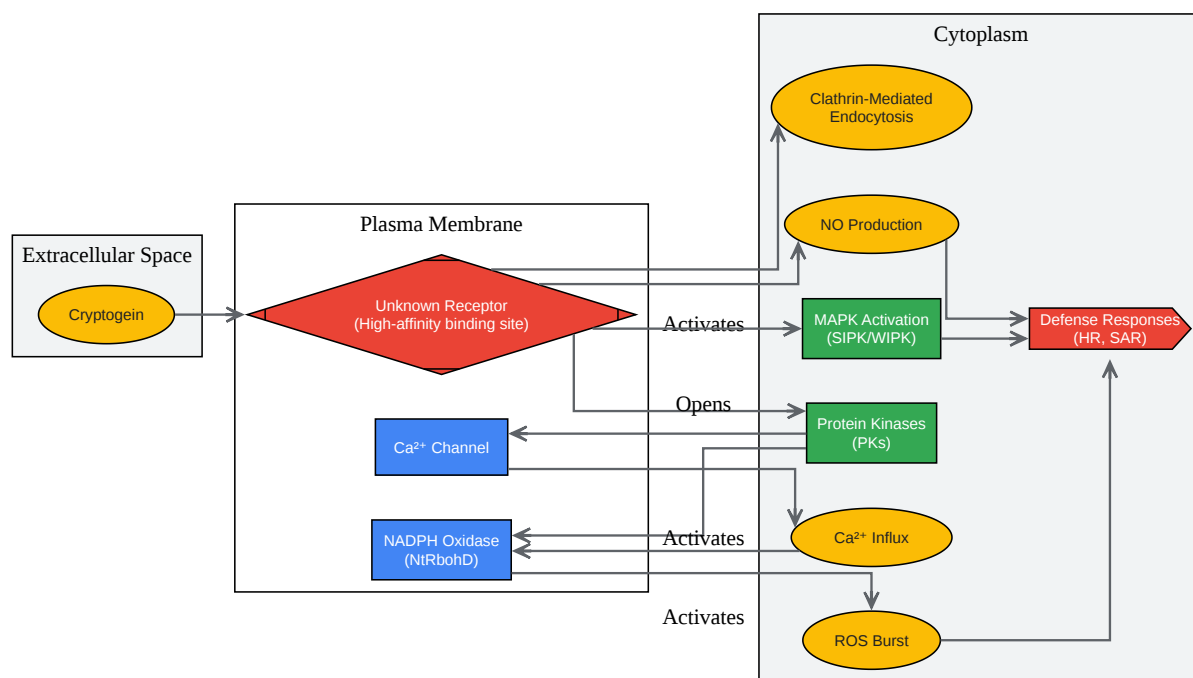 Cytoplasm
Clathrin-Mediated
Endocytosis
Plasma Membrane
NO Production
Extracellular Space
Cryptogein
Unknown Receptor
(High-affinity binding site)
Activates
MAPK Activation
(SIPK/WIPK)
Defense Responses
(HR, SAR)
Opens
Protein Kinases
(PKs)
Ca²⁺ Channel
NADPH Oxidase
(NtRbohD)
Activates
Ca²⁺ Influx
Activates
ROS Burst